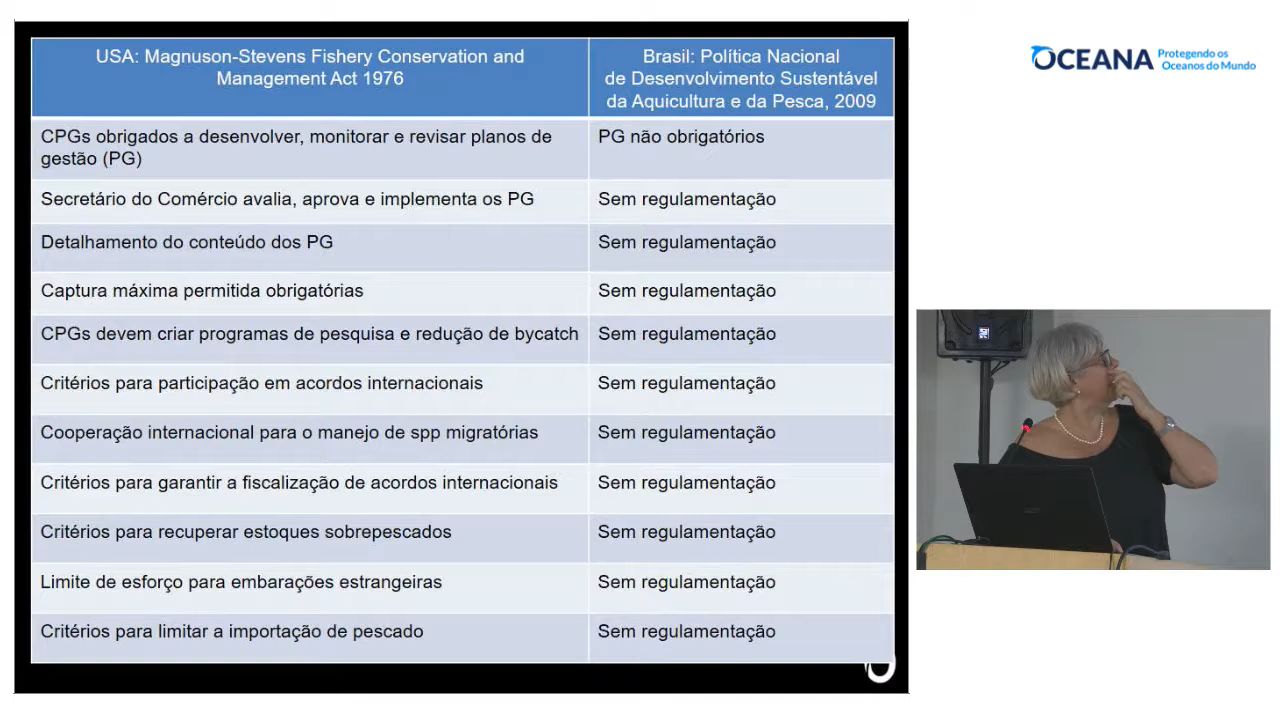 USA: Magnuson-Stevens Fishery Conservation and
Management Act 1976
Brasil: Política Nacional
de Desenvolvimento Sustentável
da Aquicultura e da Pesca, 2009
CPGs obrigados a desenvolver, monitorar e revisar planos de
gestão (PG)
PG não obrigatórios
Secretário do Comércio avalia, aprova e implementa os PG
Sem regulamentação
Detalhamento do conteúdo dos PG
Sem regulamentação
Captura máxima permitida obrigatórias
Sem regulamentação
CPGs devem criar programas de pesquisa e redução de bycatch
Sem regulamentação
Critérios para participação em acordos internacionais
Sem regulamentação
Cooperação internacional para o manejo de spp migratórias
Sem regulamentação
Critérios para garantir a fiscalização de acordos internacionais
Sem regulamentação
Critérios para recuperar estoques sobrepescados
Sem regulamentação
Limite de esforço para embarações estrangeiras
Sem regulamentação
Critérios para limitar a importação de pescado
Sem regulamentação
OCEANA
Protegendo os
Oceanos do Mundo